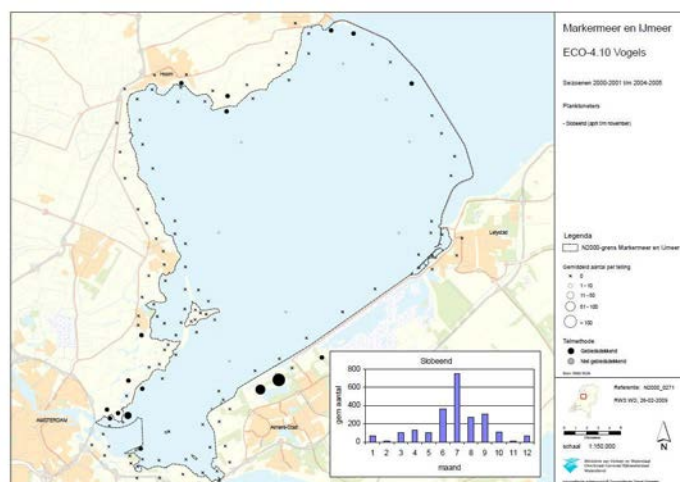 Markermeer en IJmeer
ECO-4.10 Vogels
Seizoenen 2000-2001 t/m 2004-2005
Planktoneters
- Slobeend (april t/m november)
Legenda
N2000-grens Markermeer en IJmeer
Gemiddeld aantal per telling
0
1 - 10
11 - 50
51 - 100
> 100
Telmethode
Gebiedsdekkend
Niet gebiedsdekkend
Referentie: N2000_0271
RWS WD, 26-02-2009
schaal 1:150.000
N
Hoorn
Lelystad
AMSTERDAM
Almere-Stad
Slobeend
gem aantal
800
600
400
200
0
1 2 3 4 5 6 7 8 9 10 11 12
maand